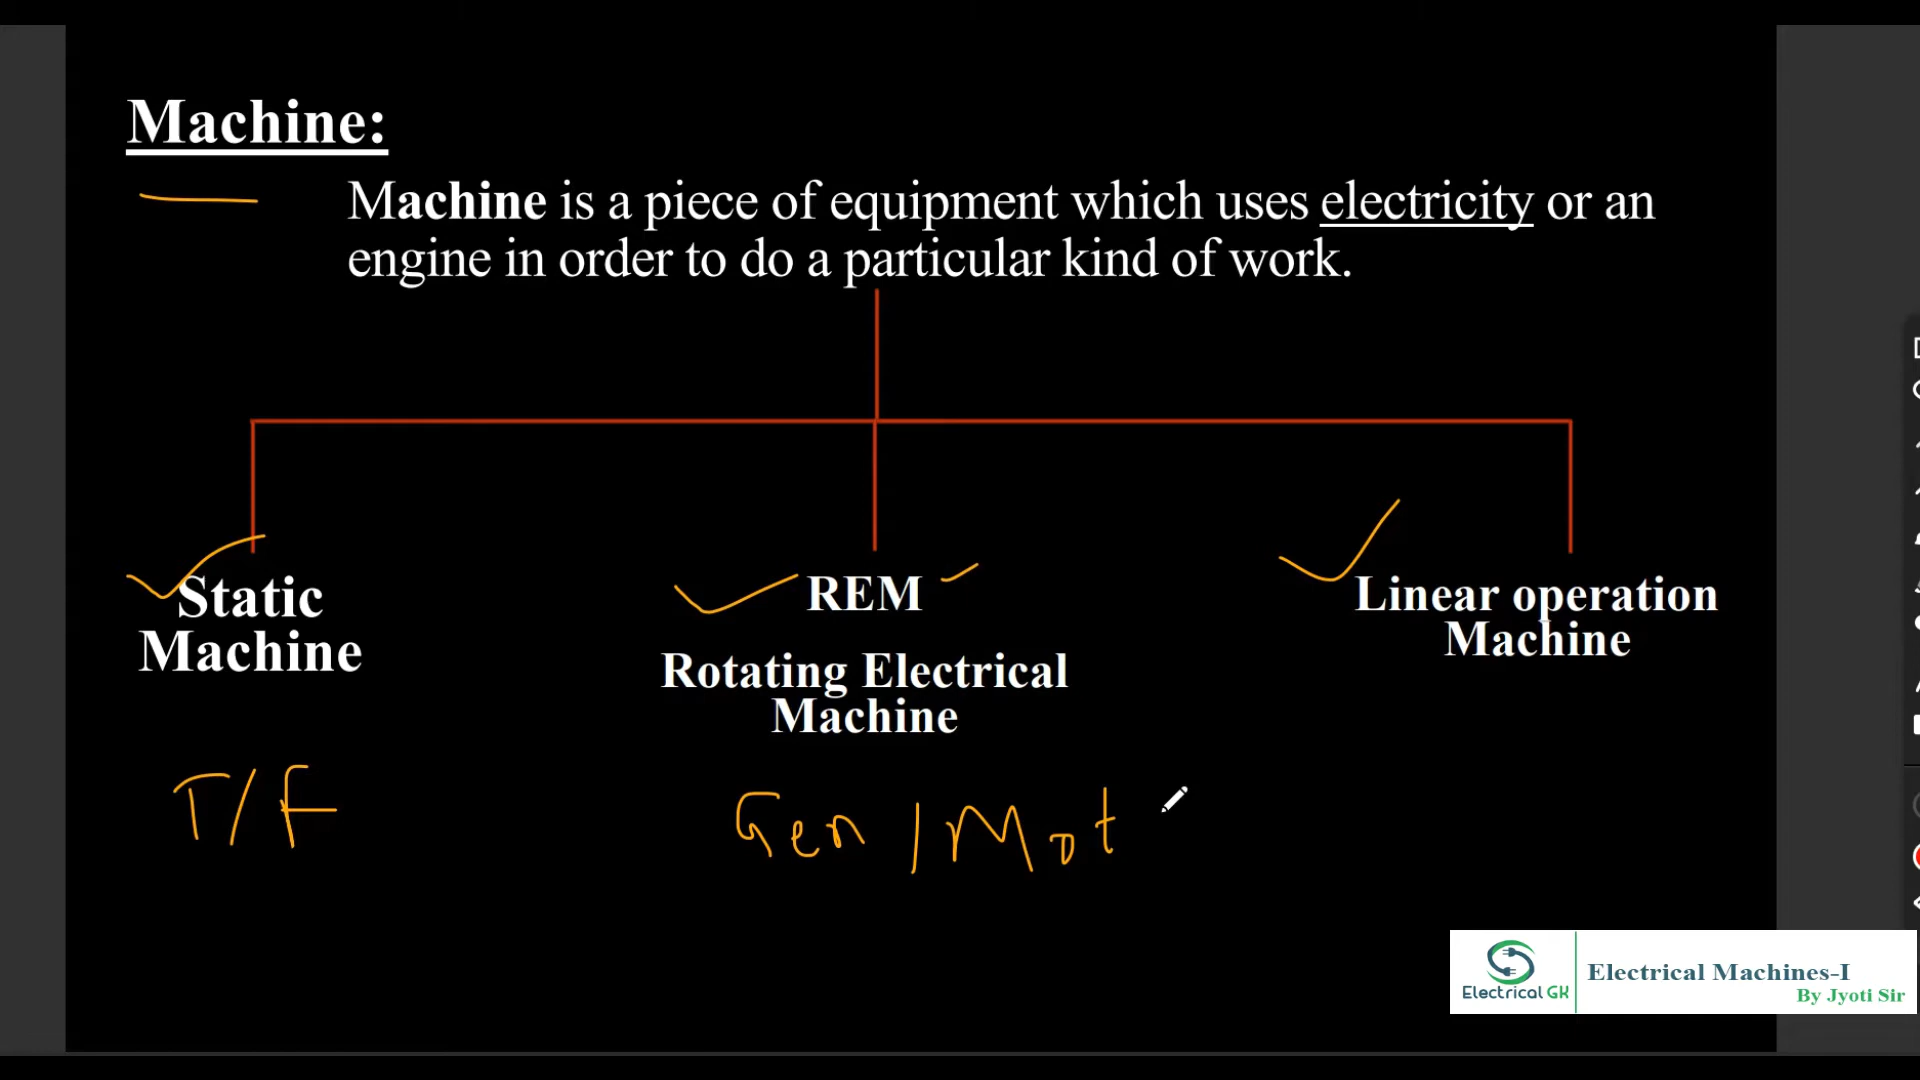 Machine:
Machine is a piece of equipment which uses electricity or an
engine in order to do a particular kind of work.
Static
Machine
REM
Rotating Electrical
Machine
Linear operation
Machine
T/F
Gen / Mot
Electrical GK
Electrical Machines-I
By Jyoti Sir